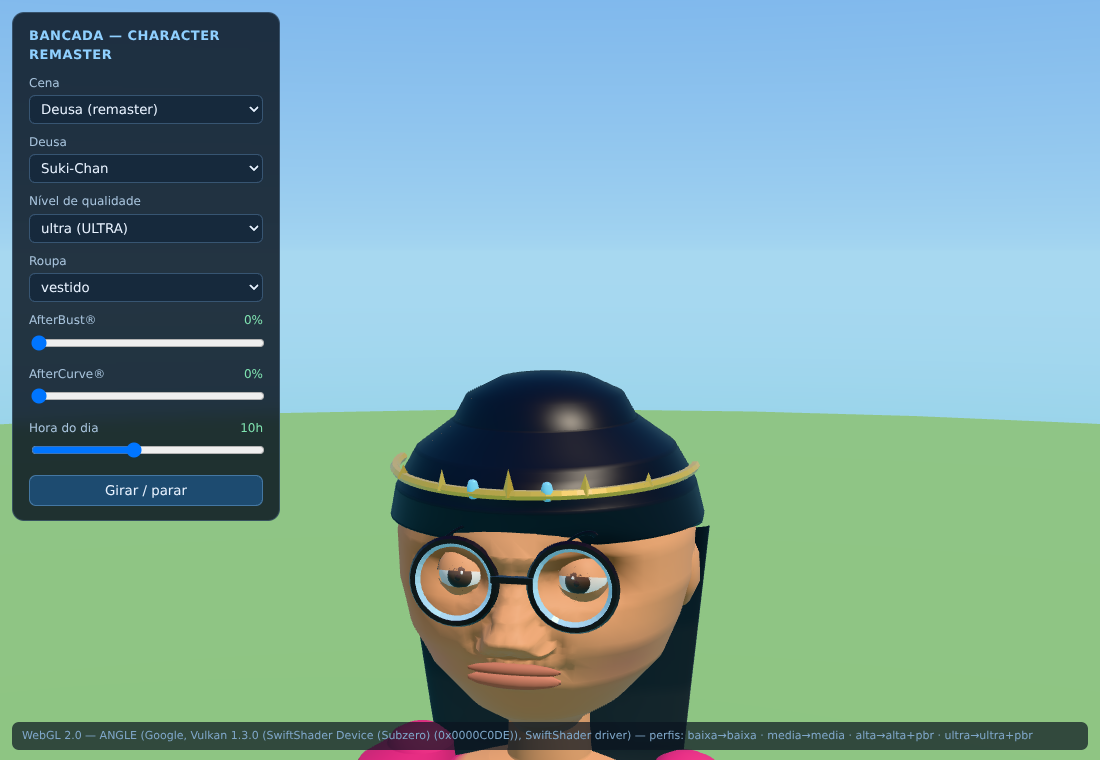 BANCADA — CHARACTER
REMASTER
Cena
Deusa (remaster)
Deusa
Suki-Chan
Nível de qualidade
ultra (ULTRA)
Roupa
vestido
AfterBust® 0%
AfterCurve® 0%
Hora do dia 10h
Girar / parar
WebGL 2.0 — ANGLE (Google, Vulkan 1.3.0 (SwiftShader Device (Subzero) (0x0000C0DE)), SwiftShader driver) — perfis: baixa→baixa · media→media · alta→alta+pbr · ultra→ultra+pbr